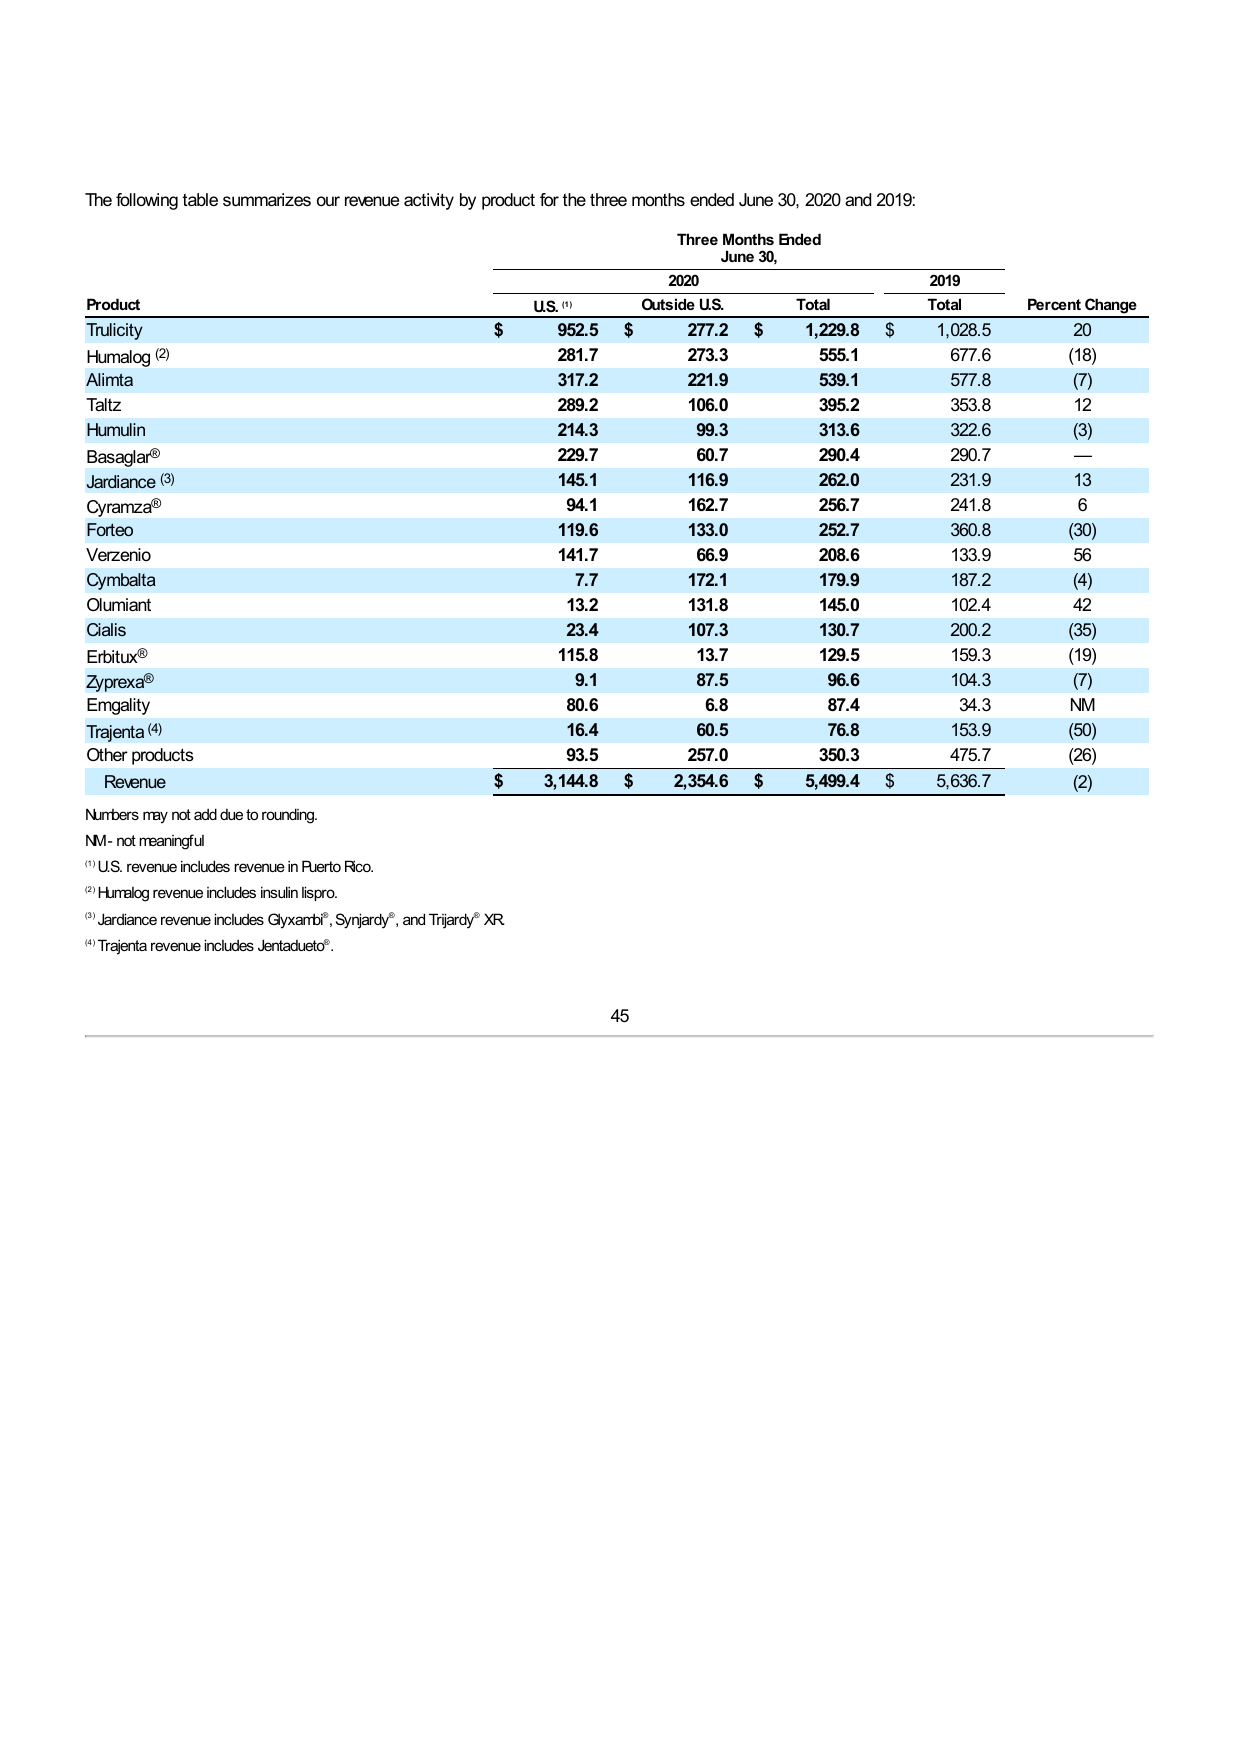 The following table summarizes our revenue activity by product for the three months ended June 30, 2020 and 2019:
Three Months Ended
June 30,
2020 2019
Product U.S. (1) Outside U.S. Total Total Percent Change
Trulicity $ 952.5 $ 277.2 $ 1,229.8 $ 1,028.5 20
Humalog (2) 281.7 273.3 555.1 677.6 (18)
Alimta 317.2 221.9 539.1 577.8 (7)
Taltz 289.2 106.0 395.2 353.8 12
Humulin 214.3 99.3 313.6 322.6 (3)
Basaglar® 229.7 60.7 290.4 290.7 —
Jardiance (3) 145.1 116.9 262.0 231.9 13
Cyramza® 94.1 162.7 256.7 241.8 6
Forteo 119.6 133.0 252.7 360.8 (30)
Verzenio 141.7 66.9 208.6 133.9 56
Cymbalta 7.7 172.1 179.9 187.2 (4)
Olumiant 13.2 131.8 145.0 102.4 42
Cialis 23.4 107.3 130.7 200.2 (35)
Erbitux® 115.8 13.7 129.5 159.3 (19)
Zyprexa® 9.1 87.5 96.6 104.3 (7)
Emgality 80.6 6.8 87.4 34.3 NM
Trajenta (4) 16.4 60.5 76.8 153.9 (50)
Other products 93.5 257.0 350.3 475.7 (26)
Revenue $ 3,144.8 $ 2,354.6 $ 5,499.4 $ 5,636.7 (2)
Numbers may not add due to rounding.
NM - not meaningful
(1) U.S. revenue includes revenue in Puerto Rico.
(2) Humalog revenue includes insulin lispro.
(3) Jardiance revenue includes Glyxambi®, Synjardy®, and Trijardy® XR.
(4) Trajenta revenue includes Jentadueto®.
45